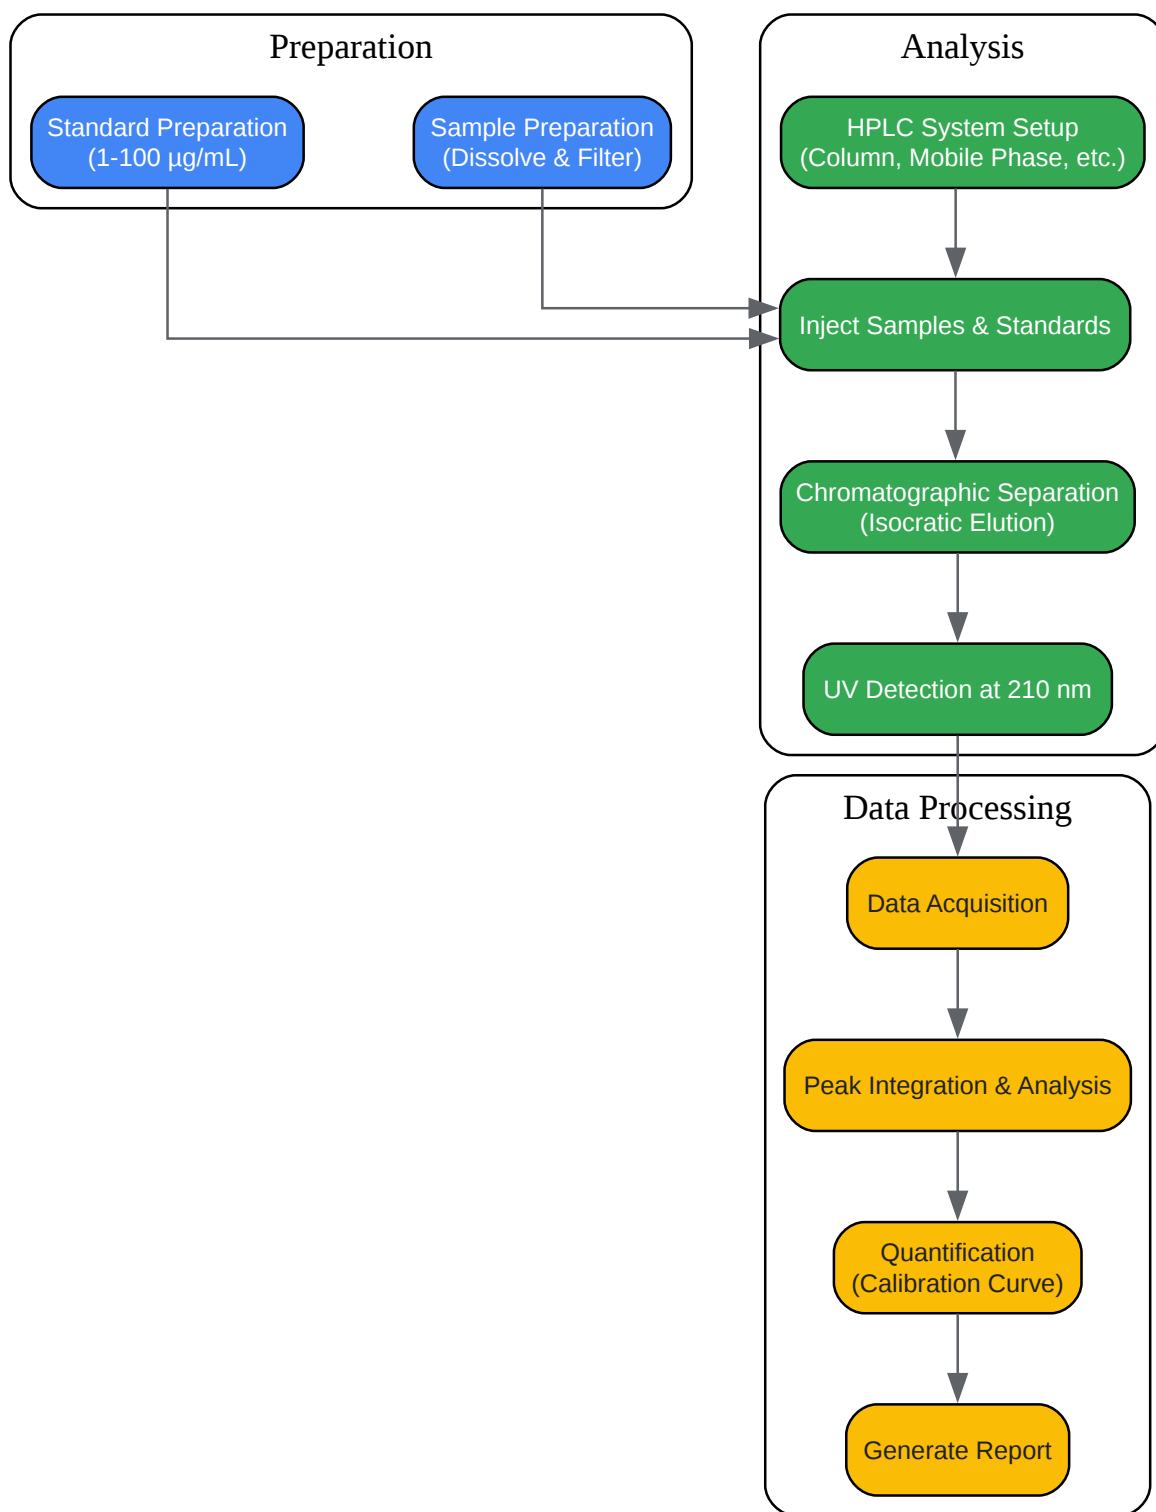 Preparation
Standard Preparation
(1-100 µg/mL)
Sample Preparation
(Dissolve & Filter)
Analysis
HPLC System Setup
(Column, Mobile Phase, etc.)
Inject Samples & Standards
Chromatographic Separation
(Isocratic Elution)
UV Detection at 210 nm
Data Processing
Data Acquisition
Peak Integration & Analysis
Quantification
(Calibration Curve)
Generate Report